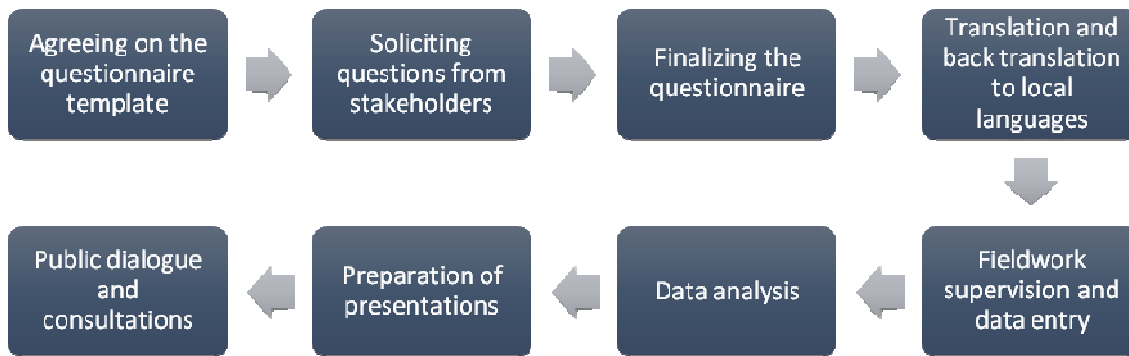 Agreeing on the
questionnaire
template
Soliciting
questions from
stakeholders
Finalizing the
questionnaire
Translation and
back translation
to local
languages
Fieldwork
supervision and
data entry
Data analysis
Preparation of
presentations
Public dialogue
and
consultations